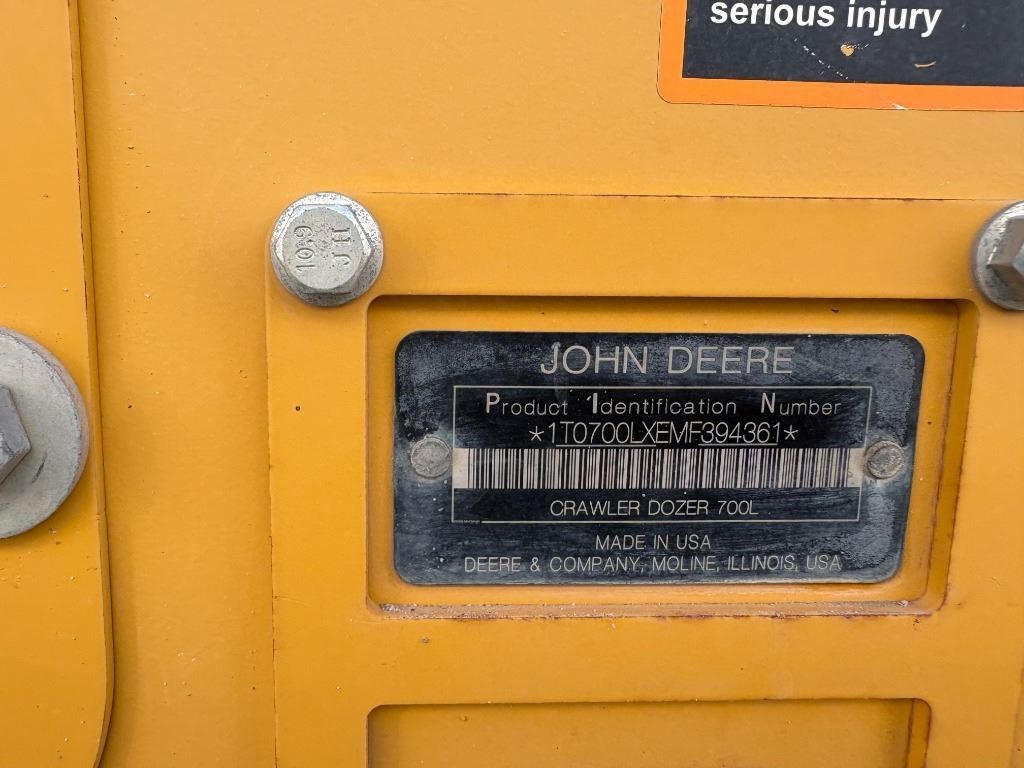 serious injury
10.9
JH
JOHN DEERE
Product Identification Number
*1T0700LXEMF394361*
CRAWLER DOZER 700L
MADE IN USA
DEERE & COMPANY, MOLINE, ILLINOIS, USA